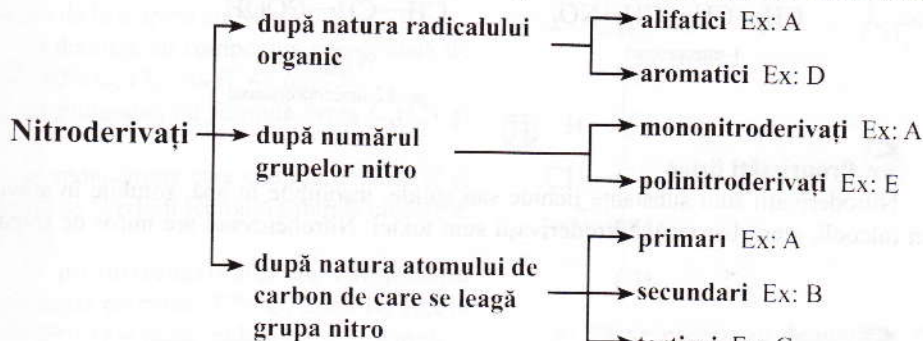 după natura radicalului
organic
alifatici Ex: A
aromatici Ex: D
Nitroderivați
după numărul
grupelor nitro
mononitroderivați Ex: A
polinitroderivați Ex: E
după natura atomului de
carbon de care se leagă
grupa nitro
primari Ex: A
secundari Ex: B